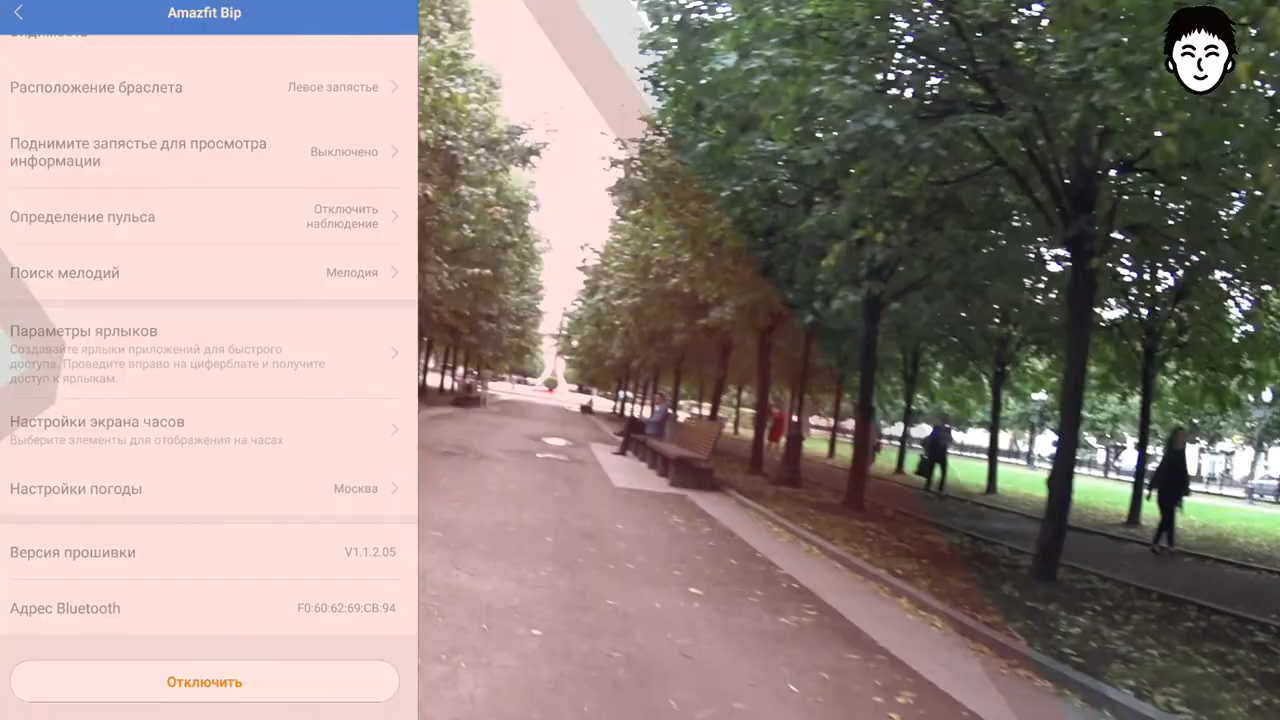 Amazfit Bip
Расположение браслета
Левое запястье
Поднимите запястье для просмотра
информации
Выключено
Определение пульса
Отключить
наблюдение
Поиск мелодий
Мелодия
Параметры ярлыков
Создавайте ярлыки приложений для быстрого
доступа. Проведите вправо на циферблате и получите
доступ к ярлыкам.
Настройки экрана часов
Выберите элементы для отображения на часах
Настройки погоды
Москва
Версия прошивки
V1.1.2.05
Адрес Bluetooth
F0:60:62:69:CB:94
Отключить